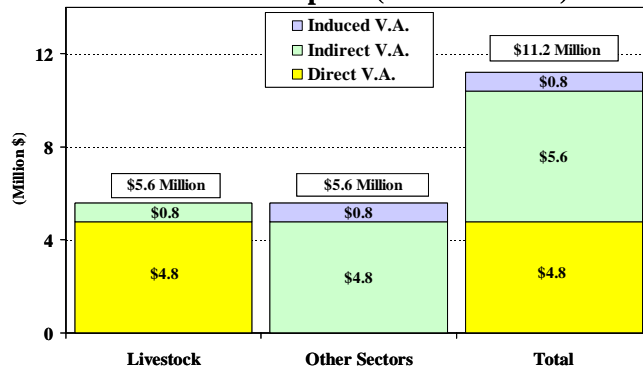 Induced V.A.
Indirect V.A.
Direct V.A.
(Million $)
12
8
4
0
$5.6 Million
$0.8
$4.8
$5.6 Million
$0.8
$4.8
$11.2 Million
$0.8
$5.6
$4.8
Livestock Other Sectors Total